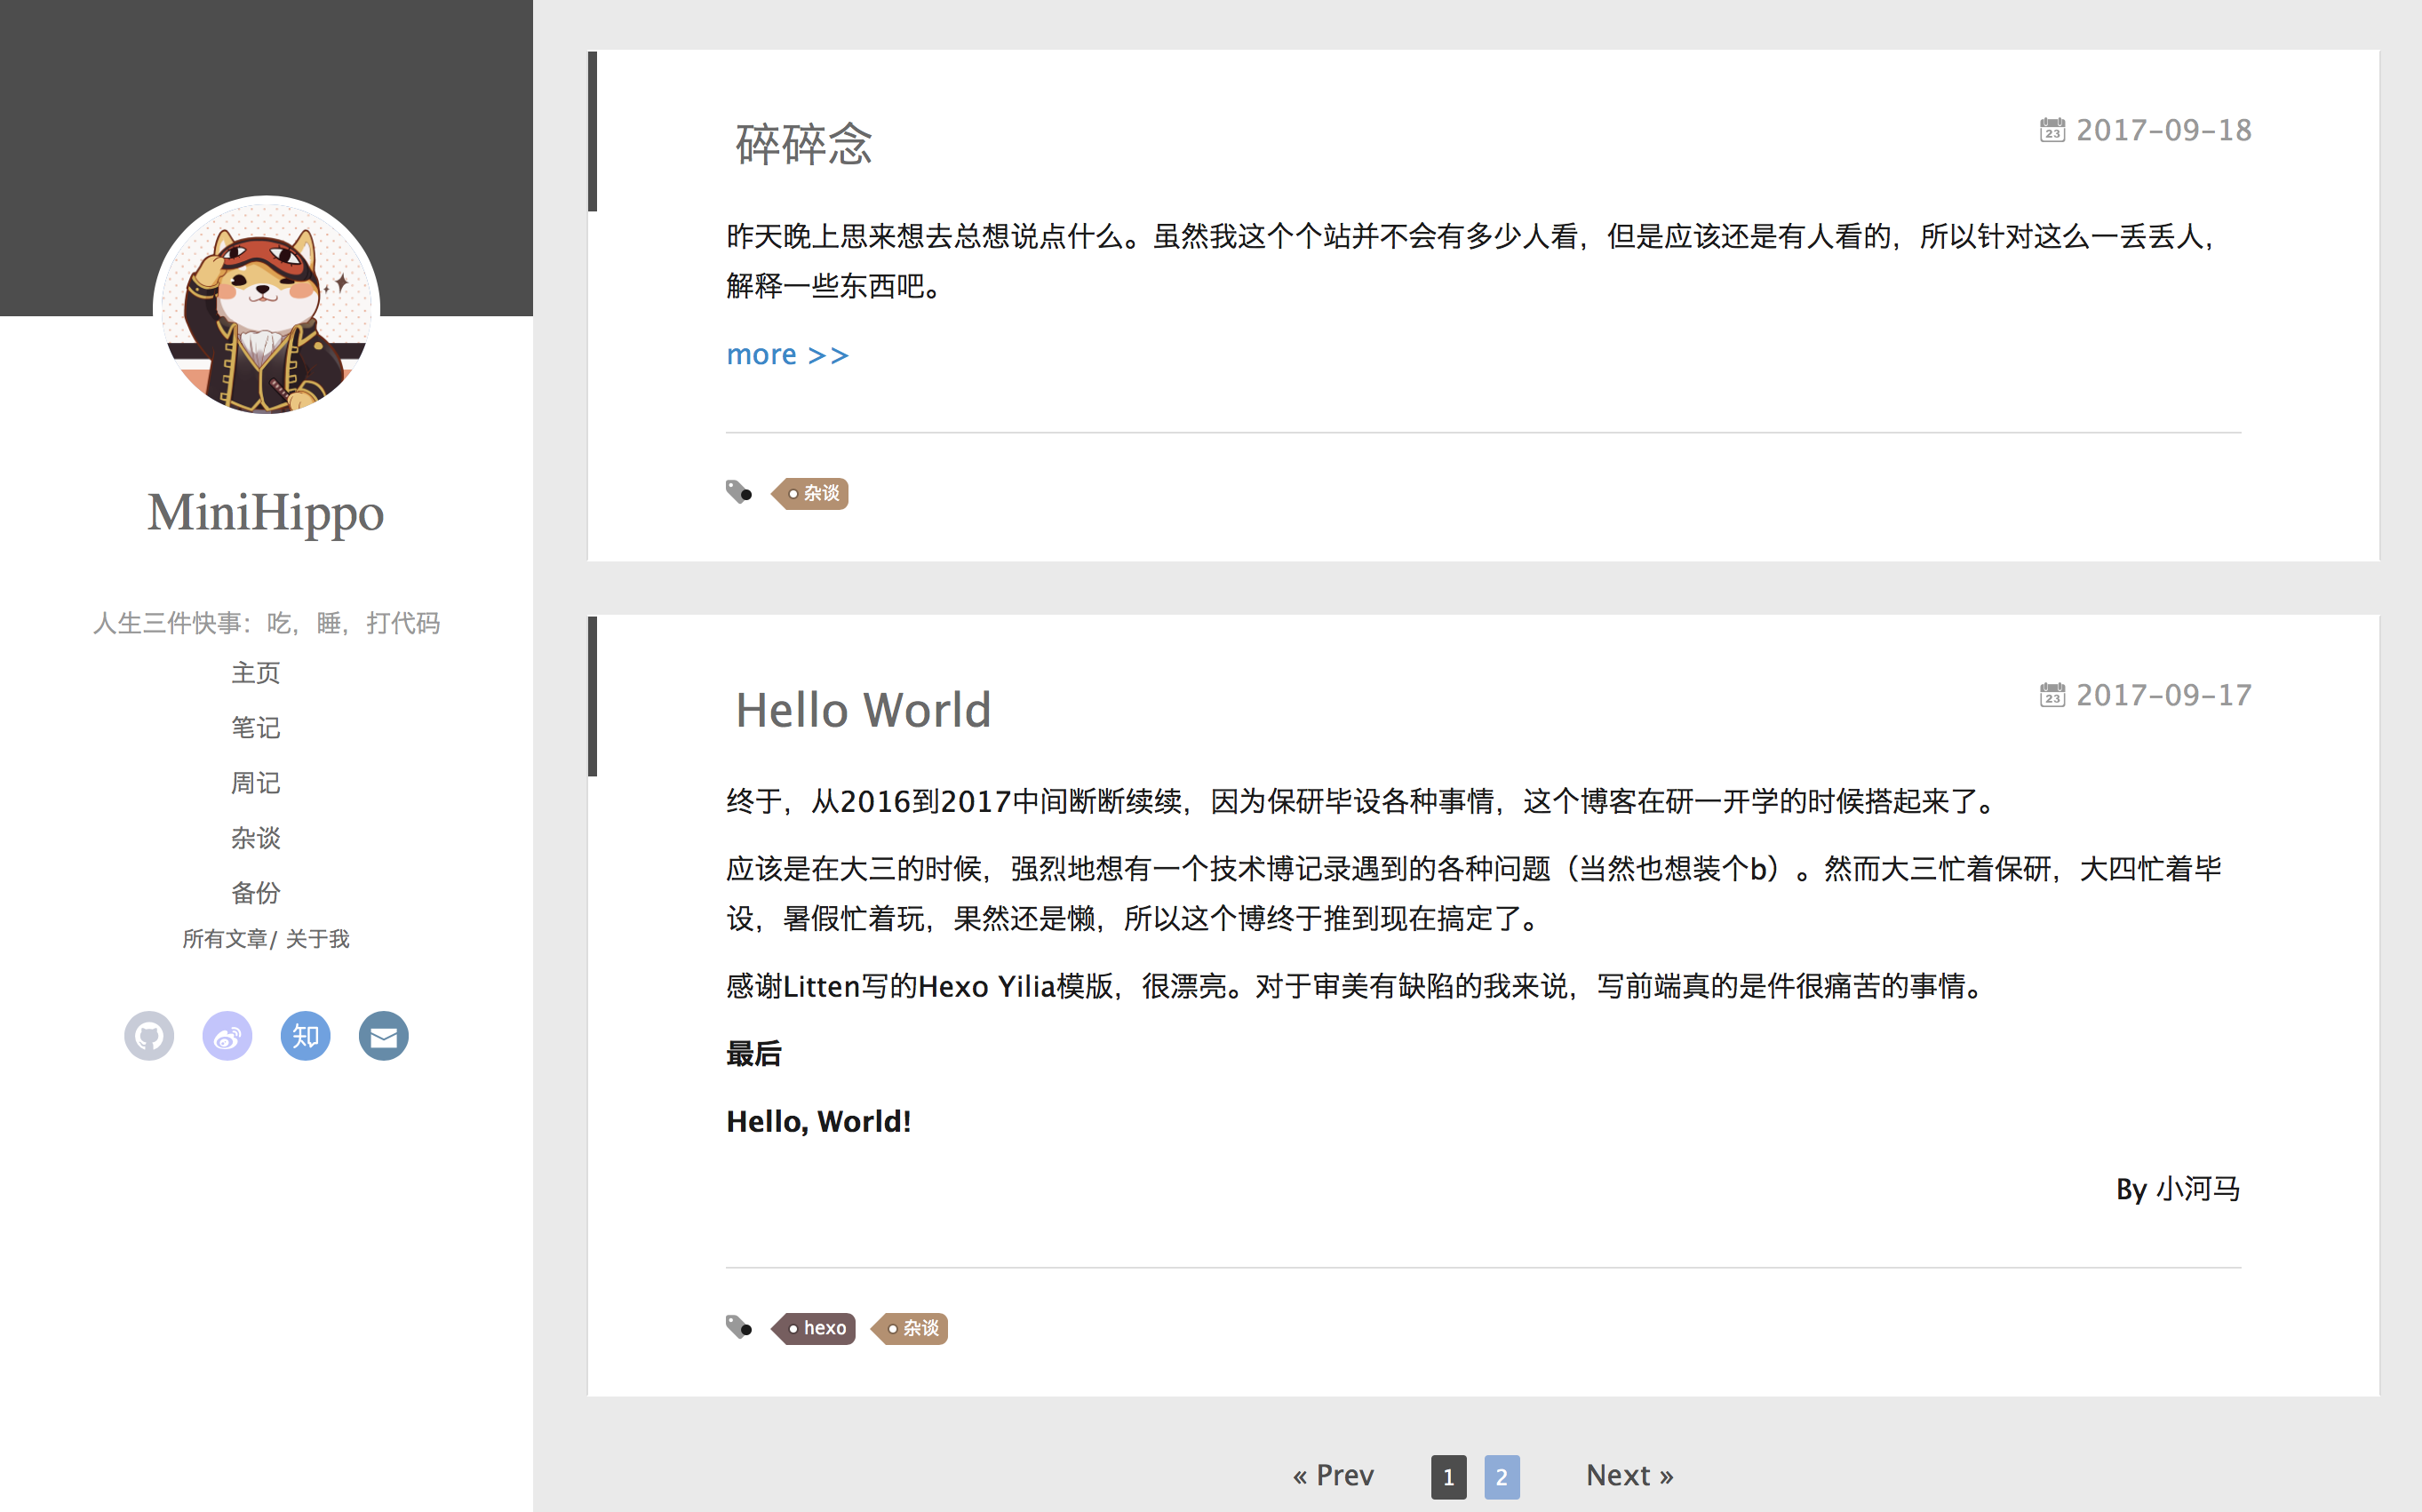 MiniHippo
人生三件快事：吃，睡，打代码
主页
笔记
周记
杂谈
备份
所有文章/ 关于我
知
碎碎念
23 2017-09-18
昨天晚上思来想去总想说点什么。虽然我这个个站并不会有多少人看，但是应该还是有人看的，所以针对这么一丢丢人，
解释一些东西吧。
more >>
杂谈
Hello World
23 2017-09-17
终于，从2016到2017中间断断续续，因为保研毕设各种事情，这个博客在研一开学的时候搭起来了。
应该是在大三的时候，强烈地想有一个技术博记录遇到的各种问题（当然也想装个b）。然而大三忙着保研，大四忙着毕
设，暑假忙着玩，果然还是懒，所以这个博终于推到现在搞定了。
感谢Litten写的Hexo Yilia模版，很漂亮。对于审美有缺陷的我来说，写前端真的是件很痛苦的事情。
最后
Hello, World!
By 小河马
hexo 杂谈
« Prev 1 2 Next »